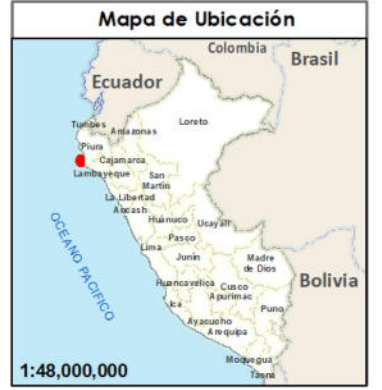 Mapa de Ubicación
Colombia
Brasil
Ecuador
Tumbes
Amazonas
Loreto
Piura
Cajamarca
Lambayeque
San
Martin
La Libertad
Ancash
Huánuco
Ucayali
OCEANO PACIFICO
Pasco
Lima
Junin
Madre
de Dios
Huancavelica
Cusco
Apurimac
Bolivia
Ica
Puno
Ayacucho
Arequipa
Moquegua
Tacna
1:48,000,000